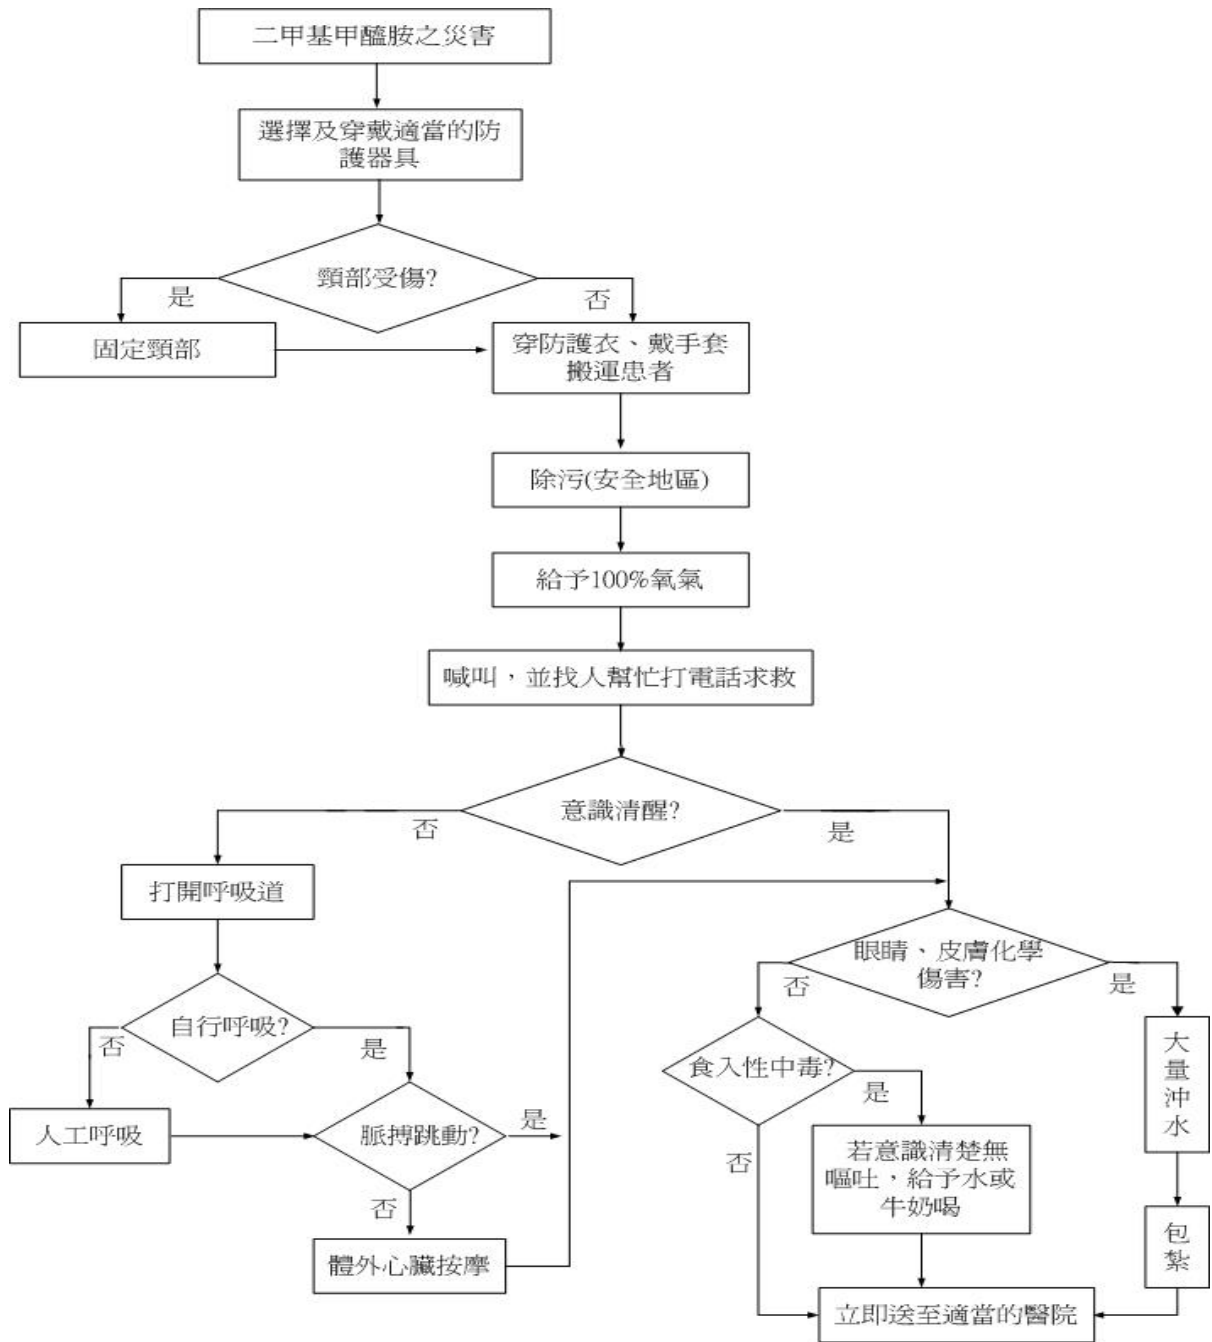 二甲基甲醯胺之災害
選擇及穿戴適當的防
護器具
頸部受傷?
是
否
固定頸部
穿防護衣、戴手套
搬運患者
除污(安全地區)
給予100%氧氣
喊叫，並找人幫忙打電話求救
意識清醒?
否
是
打開呼吸道
眼睛、皮膚化學
傷害?
否
是
自行呼吸?
否
是
大
量
沖
水
食入性中毒?
是
否
人工呼吸
脈搏跳動?
是
否
若意識清楚無
嘔吐，給予水或
牛奶喝
體外心臟按摩
包
紮
立即送至適當的醫院